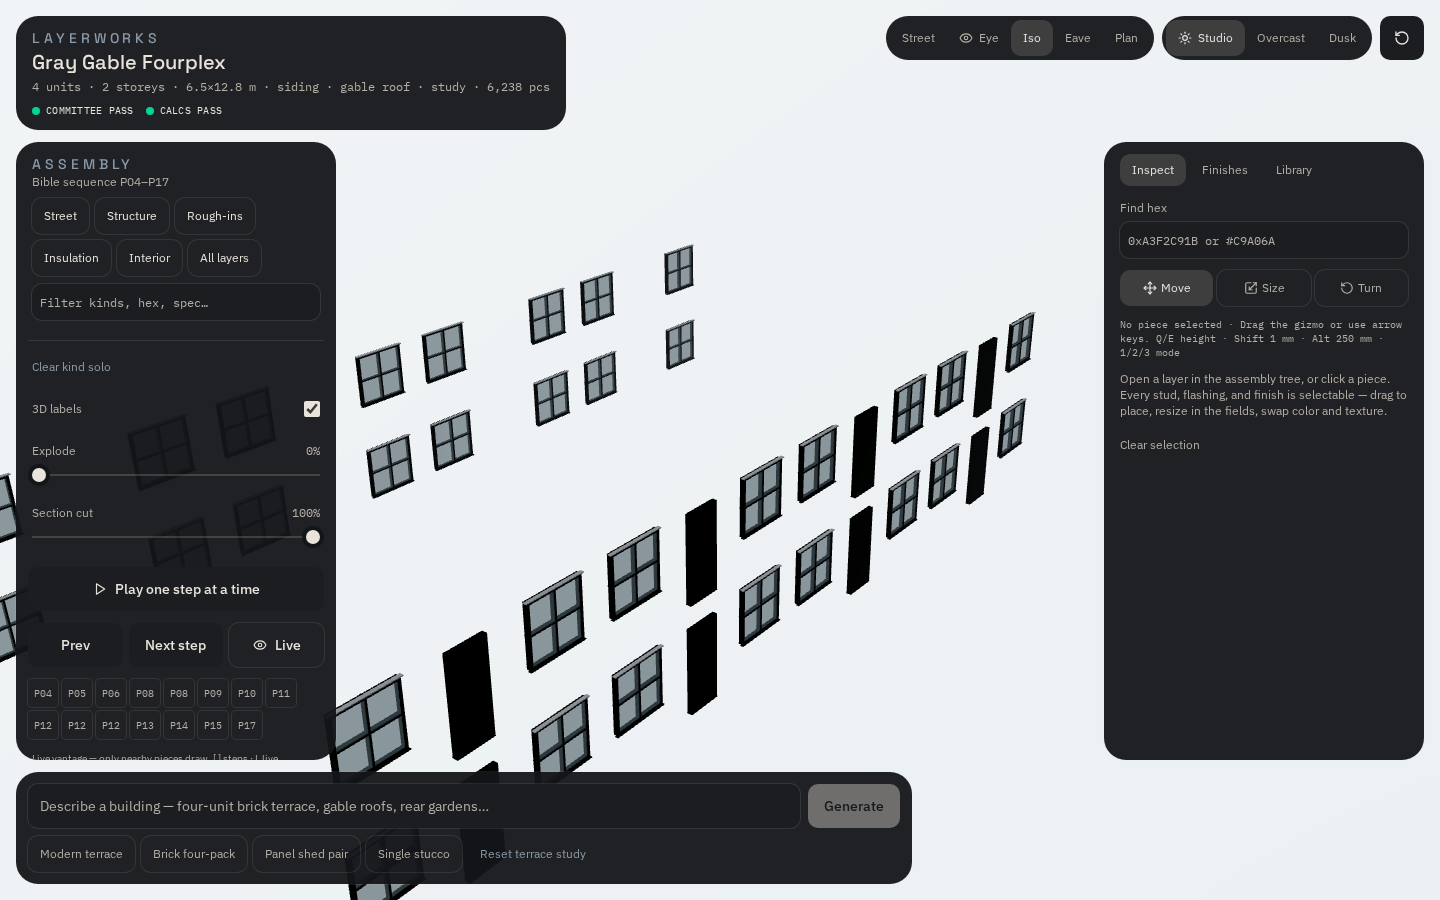 LAYERWORKS
Gray Gable Fourplex
4 units · 2 storeys · 6.5×12.8 m · siding · gable roof · study · 6,238 pcs
COMMITTEE PASS CALCS PASS
Street Eye Iso Eave Plan
Studio Overcast Dusk
ASSEMBLY
Bible sequence P04–P17
Street Structure Rough-ins
Insulation Interior All layers
Filter kinds, hex, spec…
Clear kind solo
3D labels
Explode 0%
Section cut 100%
Play one step at a time
Prev Next step Live
P04 P05 P06 P08 P08 P09 P10 P11
P12 P12 P12 P13 P14 P15 P17
Live vantage — only nearby pieces draw. [ ] steps · L live
Inspect Finishes Library
Find hex
0xA3F2C91B or #C9A06A
Move Size Turn
No piece selected · Drag the gizmo or use arrow
keys. Q/E height · Shift 1 mm · Alt 250 mm ·
1/2/3 mode
Open a layer in the assembly tree, or click a piece.
Every stud, flashing, and finish is selectable — drag to
place, resize in the fields, swap color and texture.
Clear selection
Describe a building — four-unit brick terrace, gable roofs, rear gardens…
Generate
Modern terrace Brick four-pack Panel shed pair Single stucco Reset terrace study